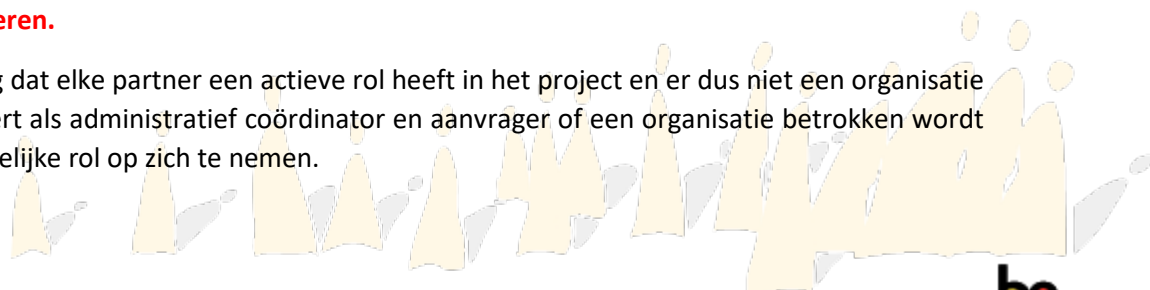 eren.
g dat elke partner een actieve rol heeft in het project en er dus niet een organisatie
ert als administratief coördinator en aanvrager of een organisatie betrokken wordt
elijke rol op zich te nemen.
be